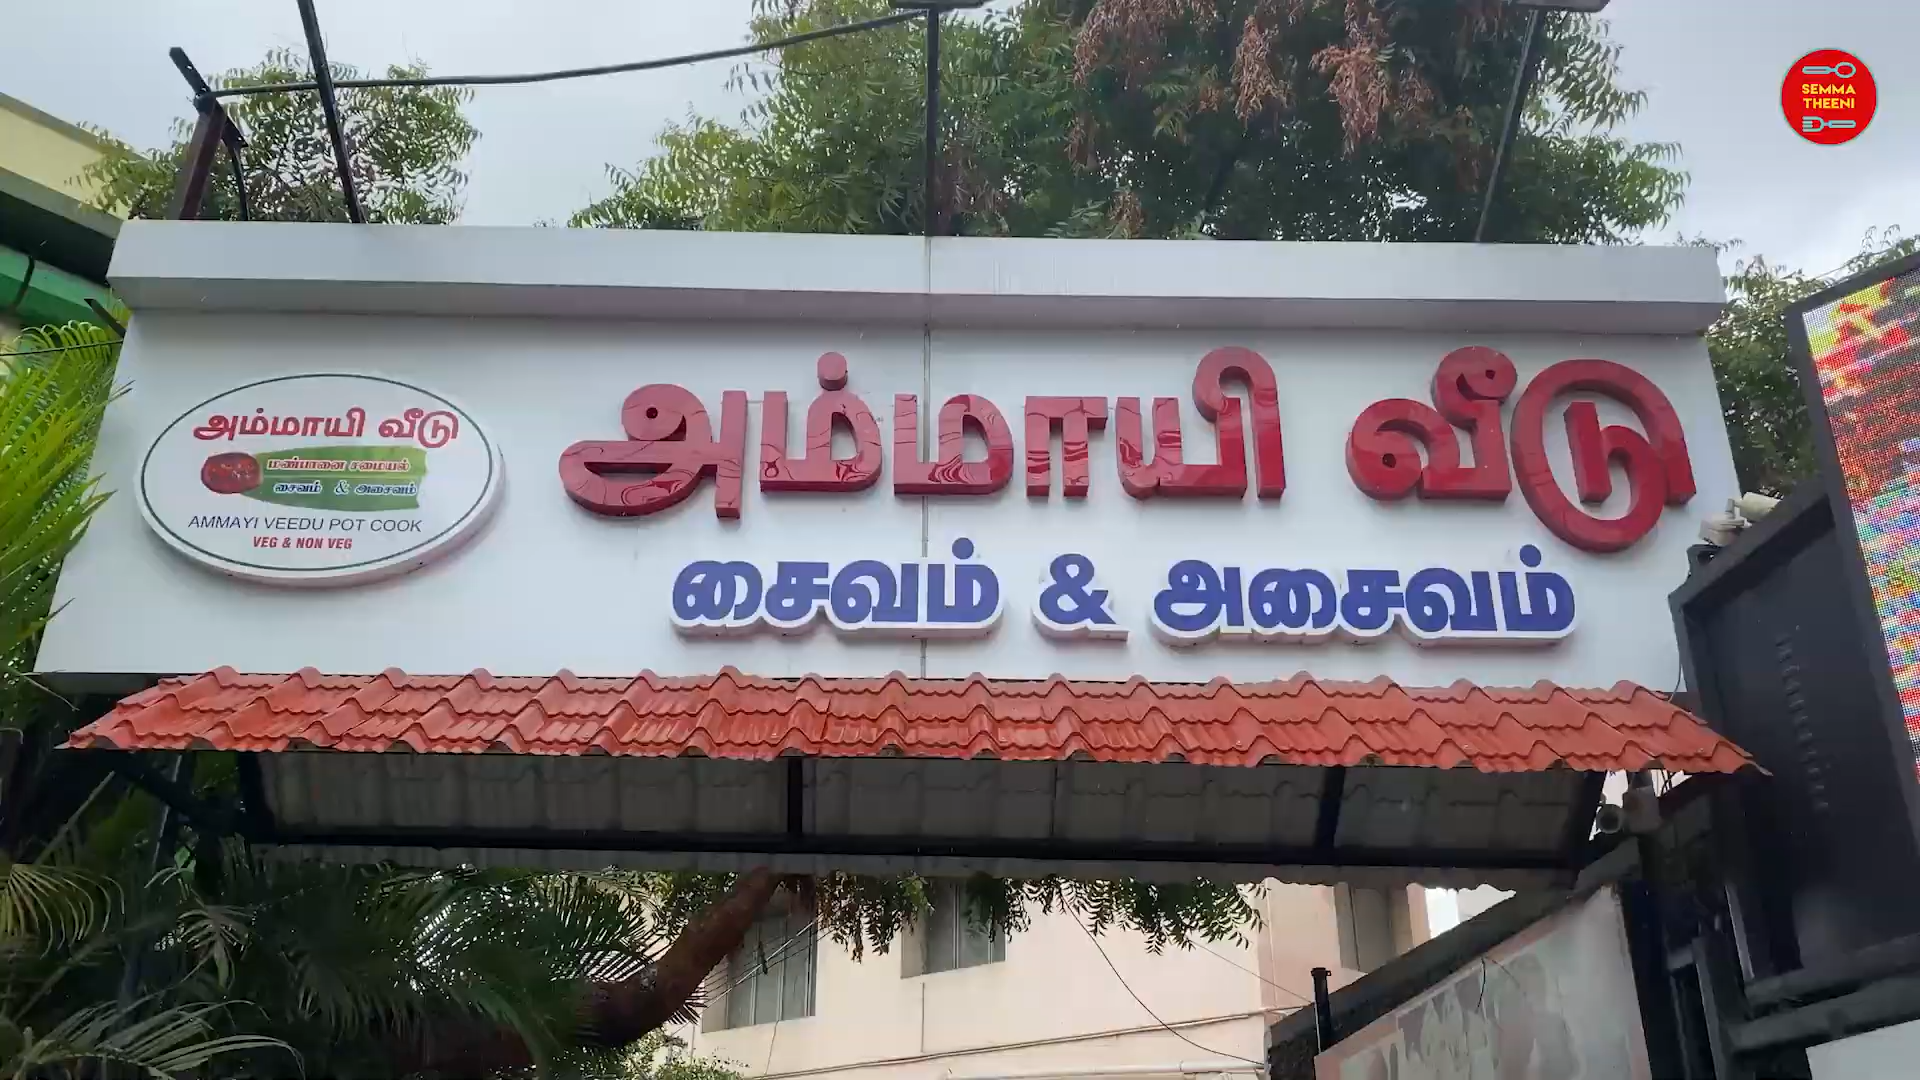 SEMMA
THEENI
அம்மாயி வீடு
சைவம் & அசைவம்
அம்மாயி வீடு
மண்பானை சமையல்
சைவம் & அசைவம்
AMMAYI VEEDU POT COOK
VEG & NON VEG